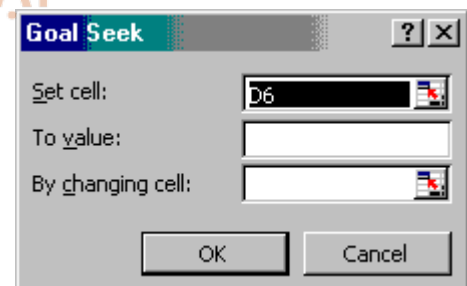 Goal Seek
Set cell:
D6
To value:
By changing cell:
OK
Cancel